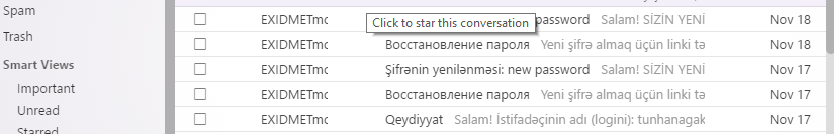 Spam
Trash
Smart Views
Important
Unread
Starred
EXIDMETmc Click to star this conversation password Salam! SİZİN YENİ Nov 18
EXIDMETmc Восстановление пароля Yeni şifrə almaq üçün linki tə Nov 18
EXIDMETmc Şifrənin yenilənməsi: new password Salam! SİZİN YENİ Nov 17
EXIDMETmc Восстановление пароля Yeni şifrə almaq üçün linki tə Nov 17
EXIDMETmc Qeydiyyat Salam! İstifadəçinin adı (logini): tunhanagak Nov 17